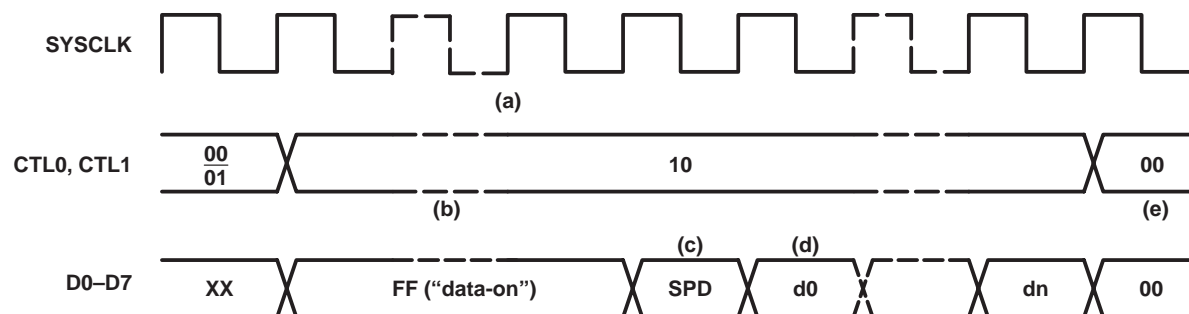 SYSCLK
(a)
00
01
CTL0, CTL1
10
00
(b)
(e)
(c)
(d)
D0–D7
XX
FF (“data-on”)
SPD
d0
dn
00